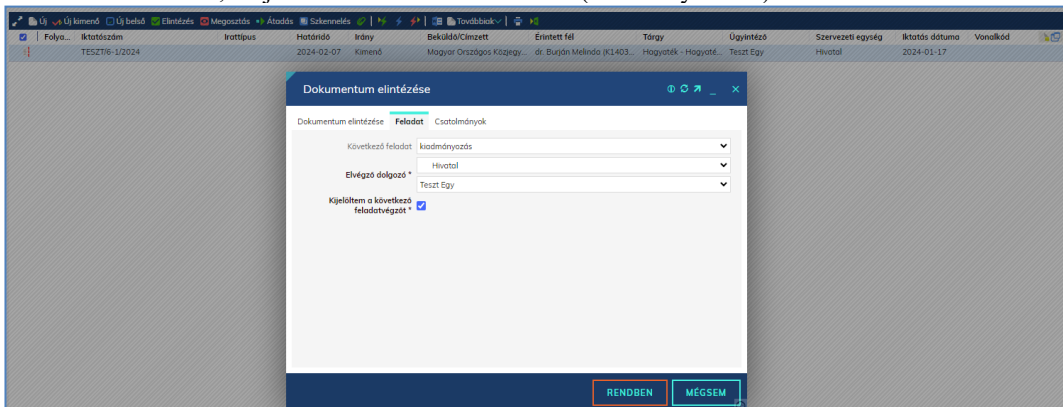 Új Új kimenő Új belső Elintézés Megosztás Átadás Szkennelés Továbbiak
Folya... Iktatószám Irattípus Határidő Irány Beküldő/Címzett Érintett fél Tárgy Ügyintéző Szervezeti egység Iktatás dátuma Vonalkód
TESZT/6-1/2024 2024-02-07 Kimenő Magyar Országos Közjegy... dr. Burján Melinda (K1403... Hagyaték - Hagyaté... Teszt Egy Hivatal 2024-01-17
Dokumentum elintézése
Dokumentum elintézése Feladat Csatolmányok
Következő feladat kiadmányozás
Hivatal
Elvégző dolgozó *
Teszt Egy
Kijelöltem a következő
feladatvégzőt *
RENDBEN MÉGSEM